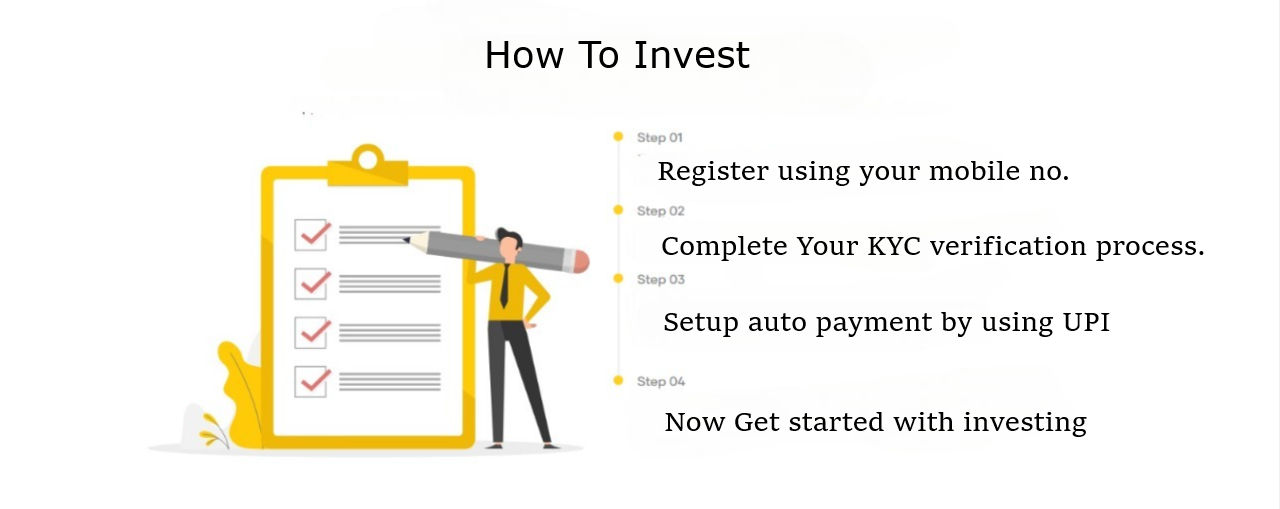 How To Invest
Step 01
Register using your mobile no.
Step 02
Complete Your KYC verification process.
Step 03
Setup auto payment by using UPI
Step 04
Now Get started with investing